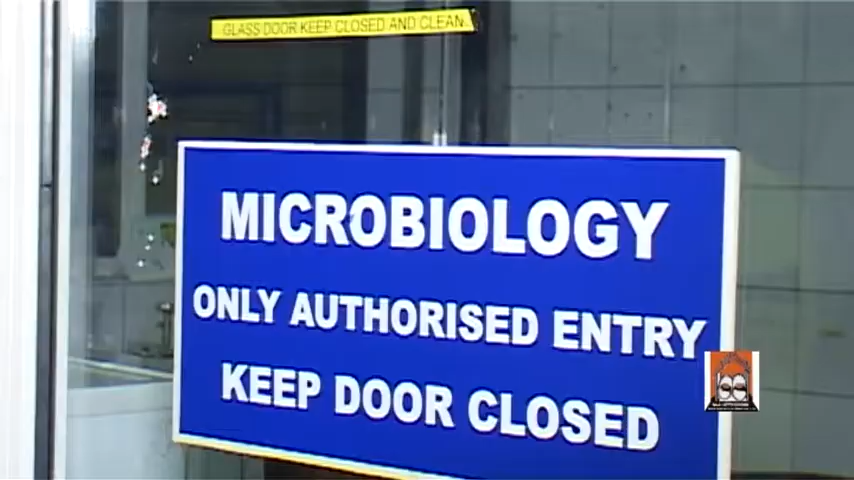 GLASS DOOR KEEP CLOSED AND CLEAN
MICROBIOLOGY
ONLY AUTHORISED ENTRY
KEEP DOOR CLOSED